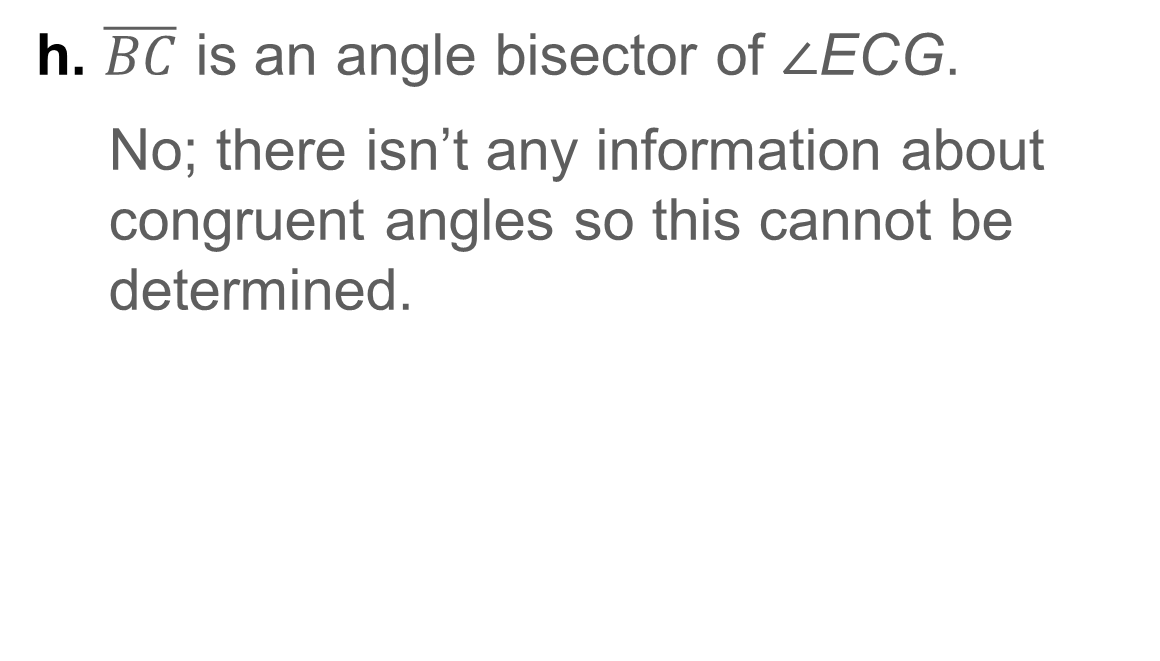 h. B̅C̅ is an angle bisector of ∠ECG.
No; there isn’t any information about
congruent angles so this cannot be
determined.